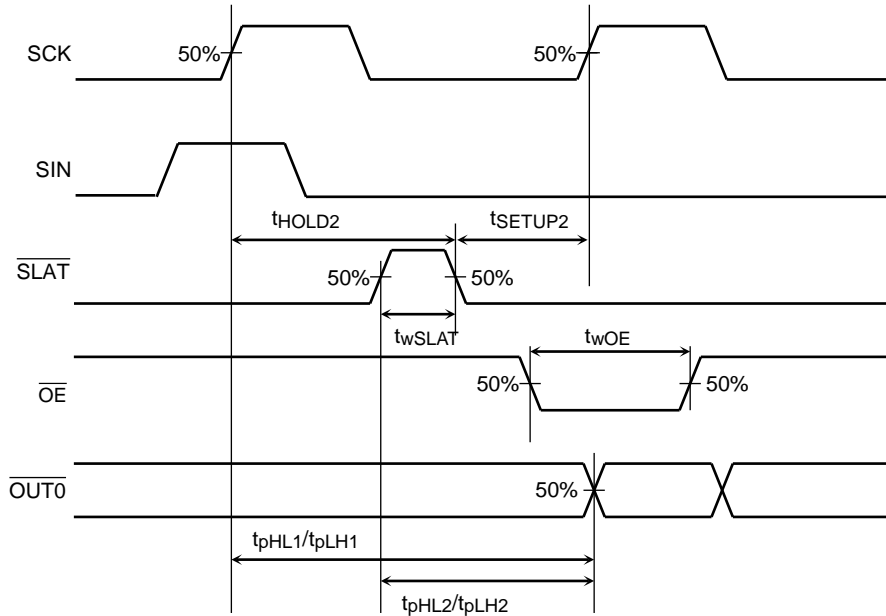 SCK
50%
50%
SIN
tHOLD2
tSETUP2
SLAT
50%
50%
twSLAT
twOE
OE
50%
50%
OUT0
50%
tpHL1/tpLH1
tpHL2/tpLH2